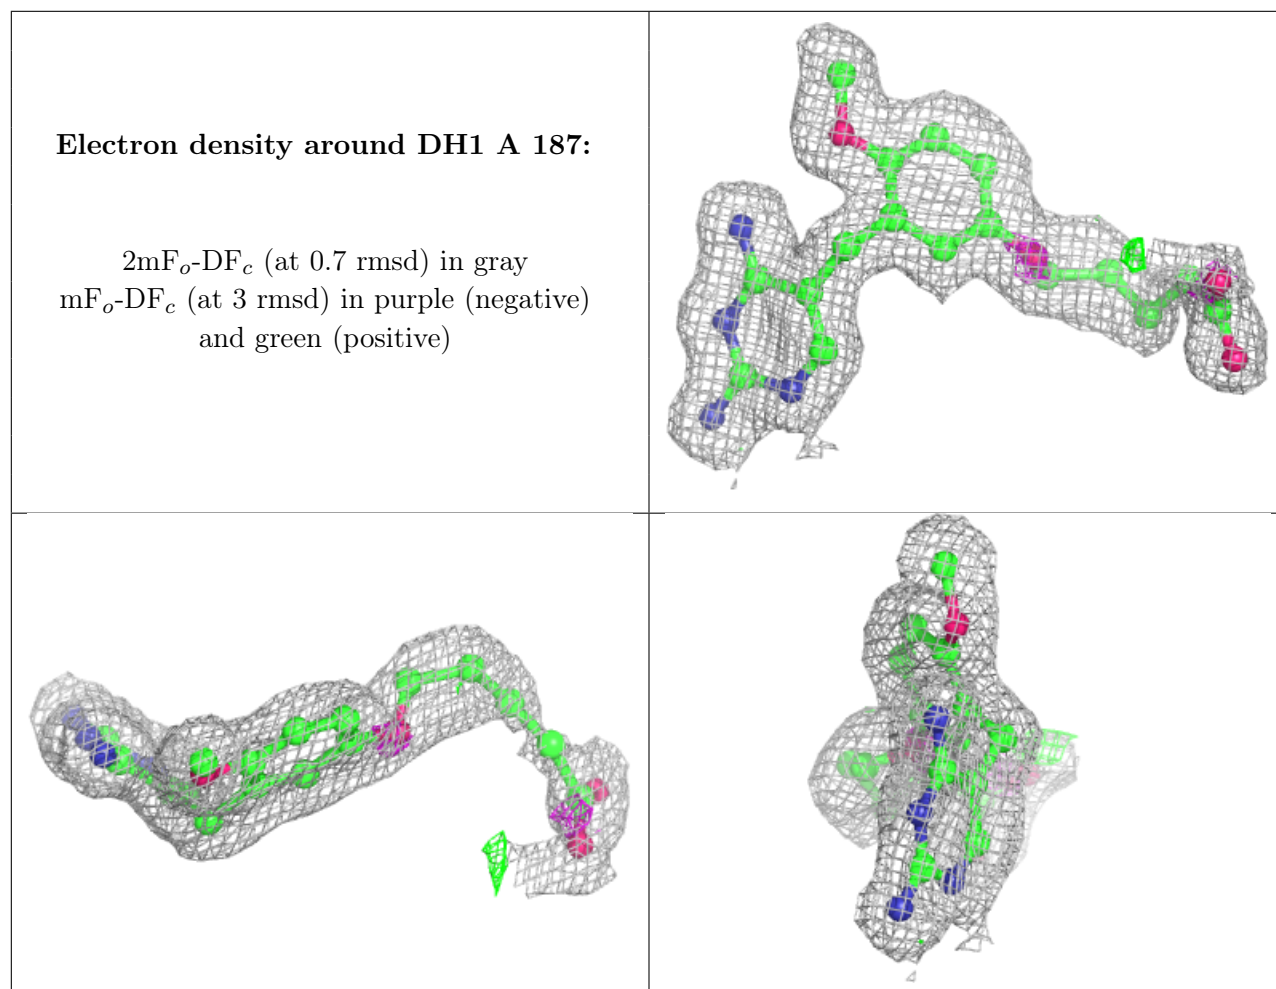 Electron density around DH1 A 187:
2mFo-DFc (at 0.7 rmsd) in gray
mFo-DFc (at 3 rmsd) in purple (negative)
and green (positive)